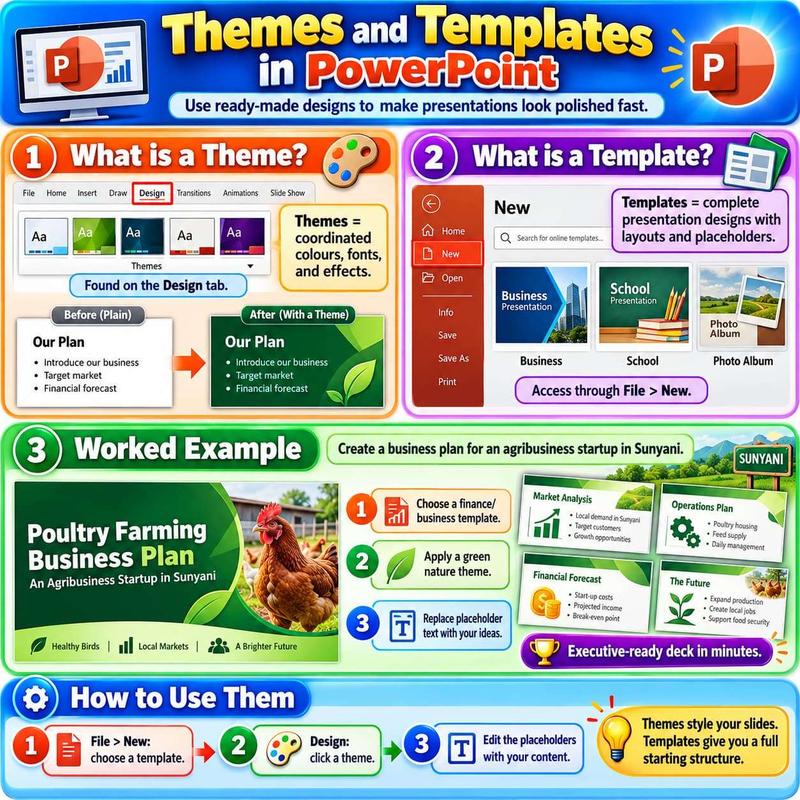 Themes and Templates
in PowerPoint
P
P
Use ready-made designs to make presentations look polished fast.
1 What is a Theme?
File Home Insert Draw Design Transitions Animations Slide Show
Aa Aa Aa Aa Aa
Themes
Themes =
coordinated
colours, fonts,
and effects.
Found on the Design tab.
Before (Plain)
Our Plan
• Introduce our business
• Target market
• Financial forecast
After (With a Theme)
Our Plan
• Introduce our business
• Target market
• Financial forecast
2 What is a Template?
Home
New
Open
Info
Save
Save As
Print
New
Search for online templates...
Templates = complete
presentation designs with
layouts and placeholders.
Business
Presentation
Business
School
Presentation
School
Photo
Album
Photo Album
Access through File > New.
3 Worked Example
Create a business plan for an agribusiness startup in Sunyani.
SUNYANI
Poultry Farming
Business Plan
An Agribusiness Startup in Sunyani
Healthy Birds | Local Markets | A Brighter Future
1 Choose a finance/
business template.
2 Apply a green
nature theme.
3 T Replace placeholder
text with your ideas.
Market Analysis
• Local demand in Sunyani
• Target customers
• Growth opportunities
Operations Plan
• Poultry housing
• Feed supply
• Daily management
Financial Forecast
• Start-up costs
• Projected income
• Break-even point
The Future
• Expand production
• Create local jobs
• Support food security
Executive-ready deck in minutes.
How to Use Them
1 File > New:
choose a template.
2 Design:
click a theme.
3 T Edit the placeholders
with your content.
Themes style your slides.
Templates give you a full
starting structure.